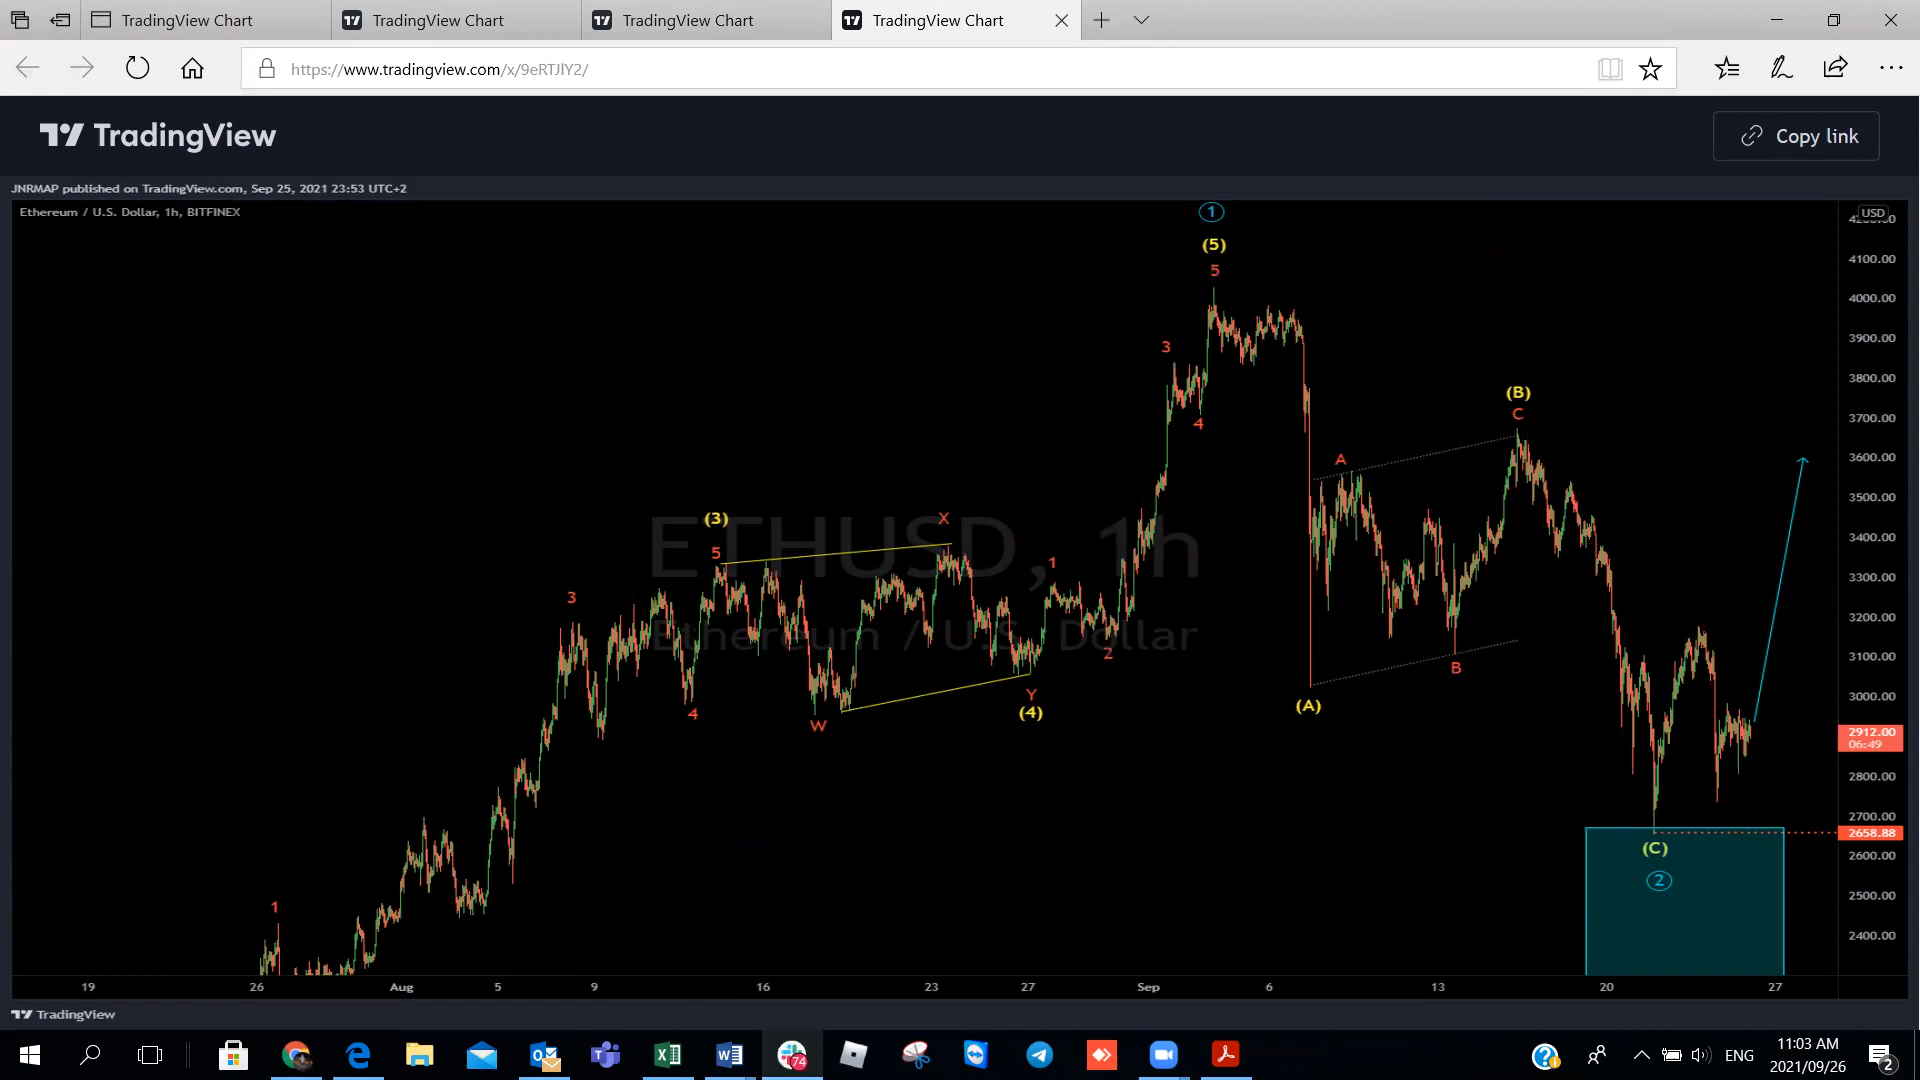 TradingView Chart
TradingView Chart
TradingView Chart
TradingView Chart
https://www.tradingview.com/x/9eRTJlY2/
TradingView
Copy link
JNRMAP published on TradingView.com, Sep 25, 2021 23:53 UTC+2
Ethereum / U.S. Dollar, 1h, BITFINEX
USD
4100.00
4000.00
3900.00
3800.00
3700.00
3600.00
3500.00
3400.00
3300.00
3200.00
3100.00
3000.00
2912.00
06:49
2800.00
2700.00
2658.88
2600.00
2500.00
2400.00
ETHUSD, 1h
Ethereum / U.S. Dollar
1
(5)
5
3
4
(B)
C
A
B
(A)
(3)
5
X
3
4
W
1
2
Y
(4)
1
(C)
2
19 26 Aug 5 9 16 23 27 Sep 6 13 20 27
TradingView
74
ENG
11:03 AM
2021/09/26
2